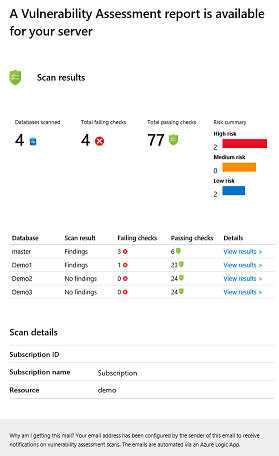 A Vulnerability Assessment report is available
for your server
Scan results
Databases scanned Total failing checks Total passing checks Risk summary
4 4 77
High risk
2
Medium risk
0
Low risk
2
Database Scan result Failing checks Passing checks Details
master Findings 3 6 View results >
Demo1 Findings 1 23 View results >
Demo2 No findings 0 24 View results >
Demo3 No findings 0 24 View results >
Scan details
Subscription ID
Subscription name Subscription
Resource demo
Why am I getting this mail? Your email address has been configured by the sender of this email to receive
notifications on vulnerability assessment scans. The emails are automated via an Azure Logic App.